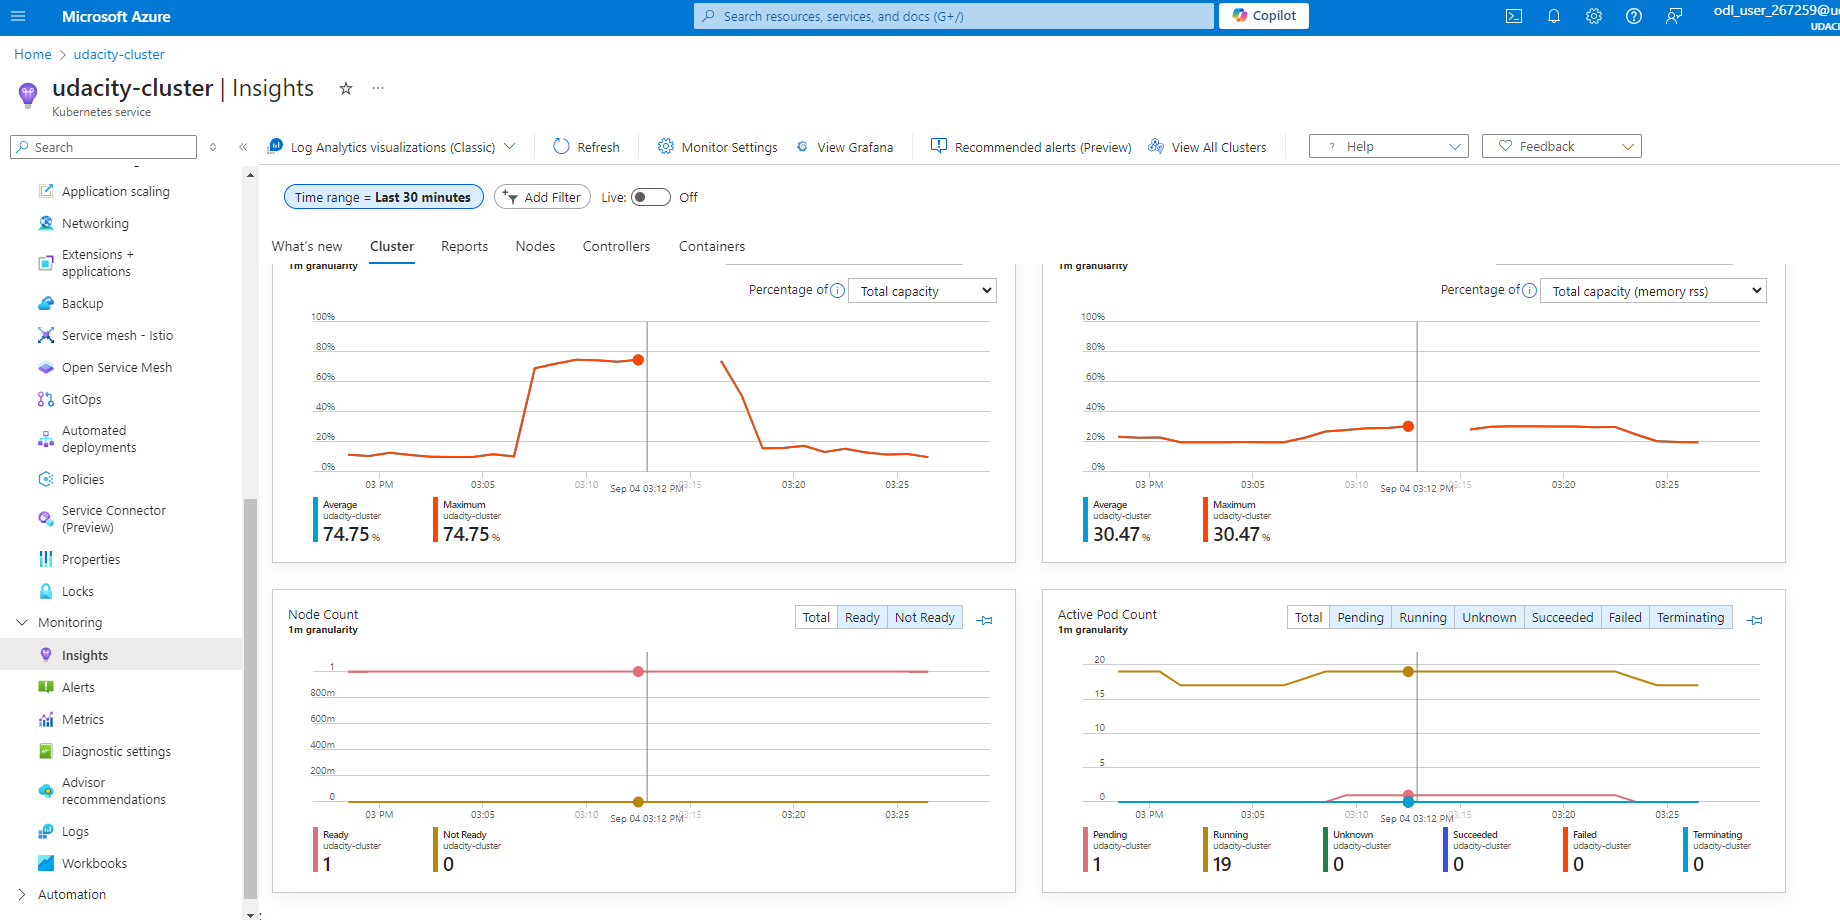 Microsoft Azure
Search resources, services, and docs (G+/)
Copilot
odl_user_267259@u
UDACI
Home > udacity-cluster
udacity-cluster | Insights
Kubernetes service
Search
Log Analytics visualizations (Classic)
Refresh
Monitor Settings
View Grafana
Recommended alerts (Preview)
View All Clusters
? Help
Feedback
Application scaling
Networking
Extensions +
applications
Backup
Service mesh - Istio
Open Service Mesh
GitOps
Automated
deployments
Policies
Service Connector
(Preview)
Properties
Locks
Monitoring
Insights
Alerts
Metrics
Diagnostic settings
Advisor
recommendations
Logs
Workbooks
Automation
Time range = Last 30 minutes
Add Filter
Live:
Off
What's new
Cluster
Reports
Nodes
Controllers
Containers
1m granularity
Percentage of
Total capacity
100%
80%
60%
40%
20%
0%
03 PM
03:05
03:10
Sep 04 03:12 PM
03:15
03:20
03:25
Average
udacity-cluster
74.75 %
Maximum
udacity-cluster
74.75 %
1m granularity
Percentage of
Total capacity (memory rss)
100%
80%
60%
40%
20%
0%
03 PM
03:05
03:10
Sep 04 03:12 PM
03:15
03:20
03:25
Average
udacity-cluster
30.47 %
Maximum
udacity-cluster
30.47 %
Node Count
1m granularity
Total
Ready
Not Ready
1
800m
600m
400m
200m
0
03 PM
03:05
03:10
Sep 04 03:12 PM
03:15
03:20
03:25
Ready
udacity-cluster
1
Not Ready
udacity-cluster
0
Active Pod Count
1m granularity
Total
Pending
Running
Unknown
Succeeded
Failed
Terminating
20
15
10
5
0
03 PM
03:05
03:10
Sep 04 03:12 PM
03:15
03:20
03:25
Pending
udacity-cluster
1
Running
udacity-cluster
19
Unknown
udacity-cluster
0
Succeeded
udacity-cluster
0
Failed
udacity-cluster
0
Terminating
udacity-cluster
0